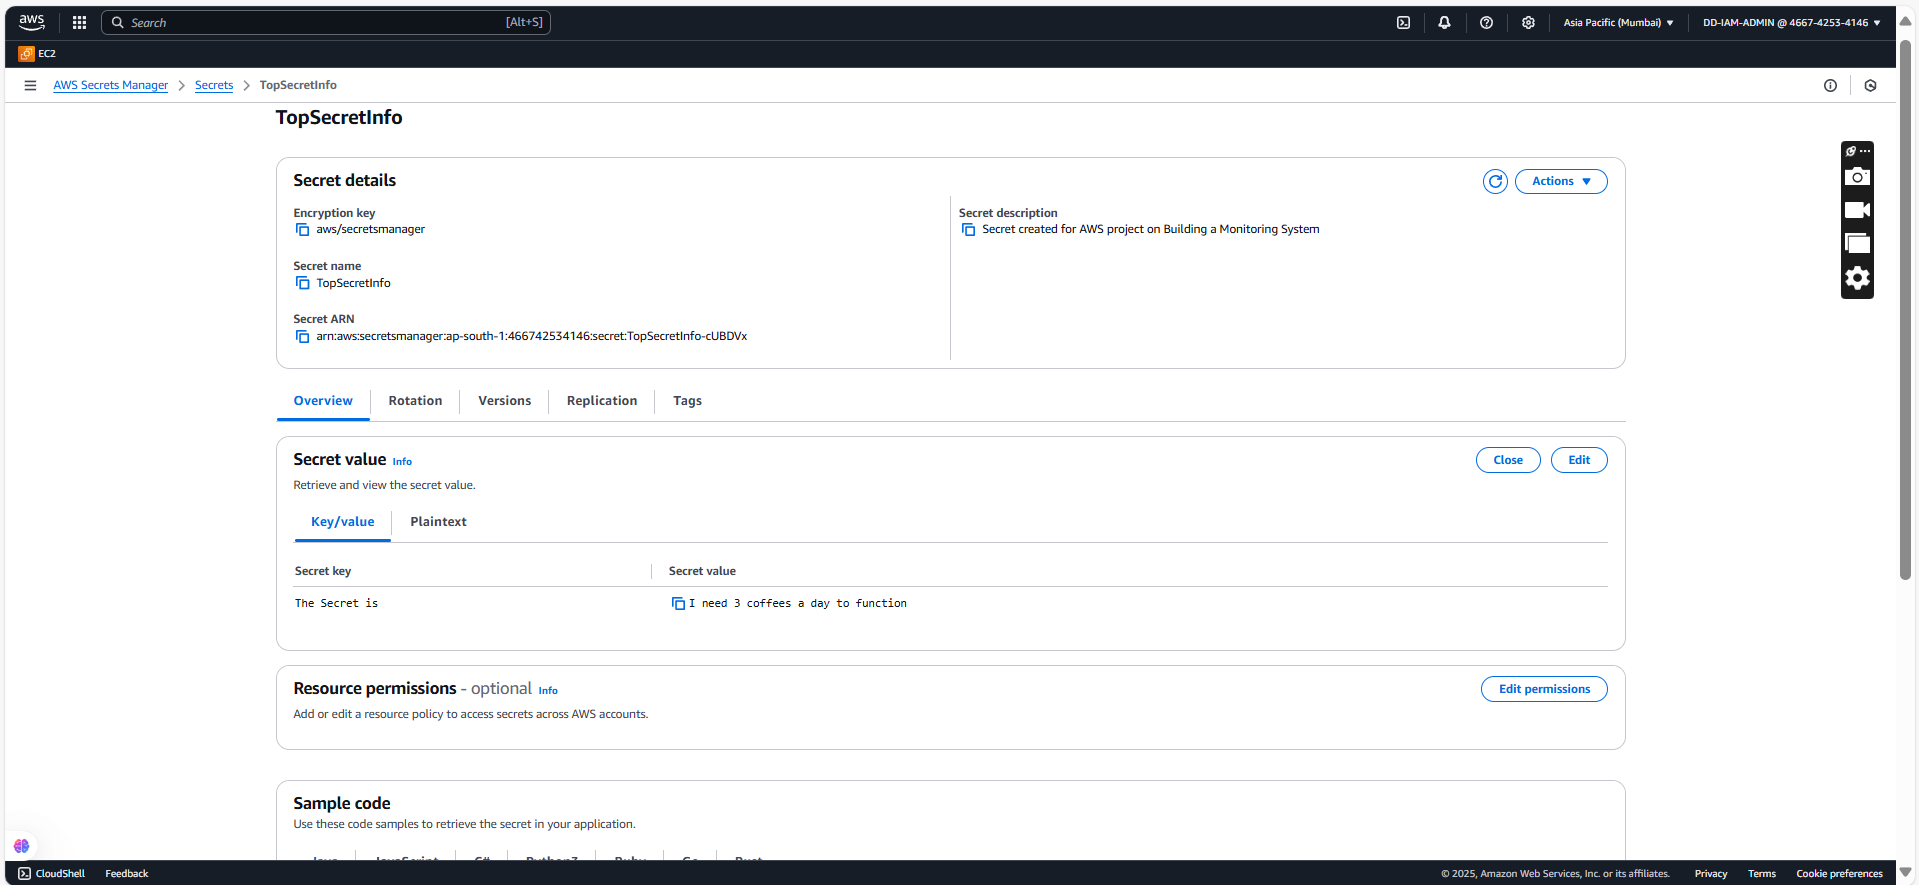 aws
Search
[Alt+S]
Asia Pacific (Mumbai)
DD-IAM-ADMIN @ 4667-4253-4146
EC2
AWS Secrets Manager
Secrets
TopSecretInfo
TopSecretInfo
Secret details
Actions
Encryption key
aws/secretsmanager
Secret description
Secret created for AWS project on Building a Monitoring System
Secret name
TopSecretInfo
Secret ARN
arn:aws:secretsmanager:ap-south-1:466742534146:secret:TopSecretInfo-cUBDVx
Overview
Rotation
Versions
Replication
Tags
Secret value Info
Close
Edit
Retrieve and view the secret value.
Key/value
Plaintext
Secret key
Secret value
The Secret is
I need 3 coffees a day to function
Resource permissions - optional Info
Edit permissions
Add or edit a resource policy to access secrets across AWS accounts.
Sample code
Use these code samples to retrieve the secret in your application.
Java
JavaScript
C#
Python3
Ruby
Go
Rust
CloudShell
Feedback
© 2025, Amazon Web Services, Inc. or its affiliates.
Privacy
Terms
Cookie preferences